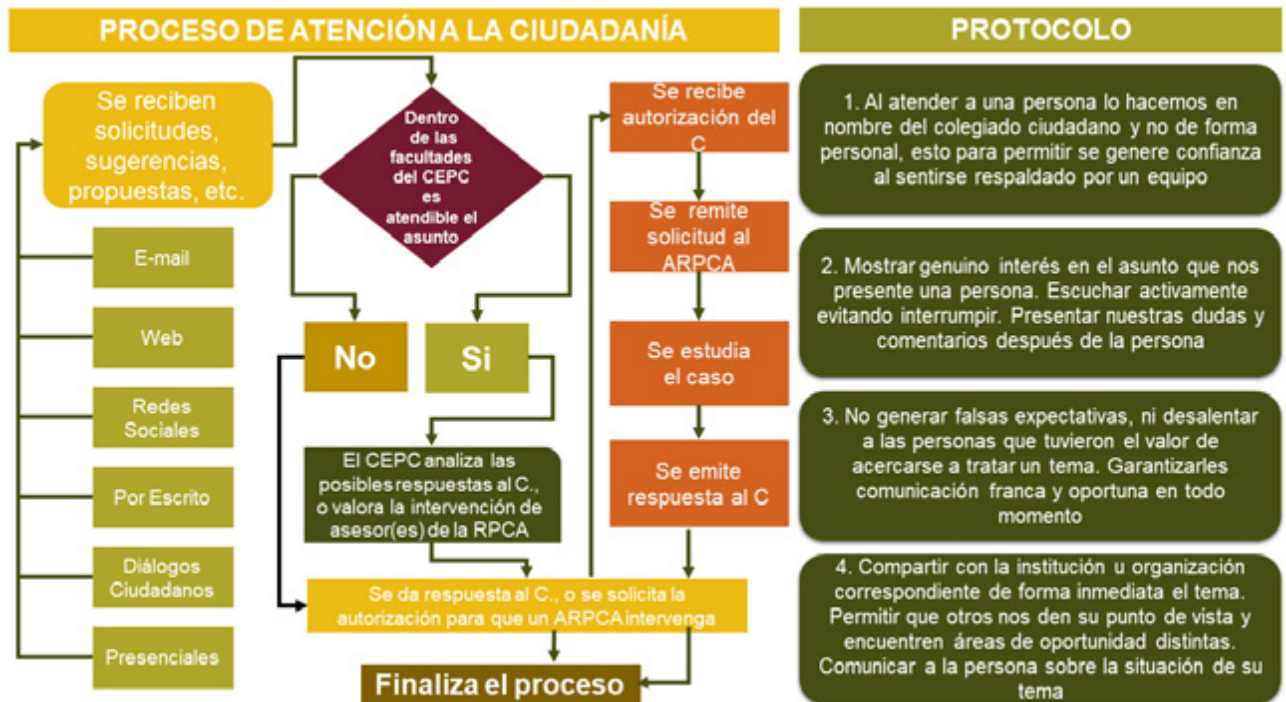 PROCESO DE ATENCIÓN A LA CIUDADANÍA
Se reciben
solicitudes,
sugerencias,
propuestas, etc.
E-mail
Web
Redes
Sociales
Por Escrito
Diálogos
Ciudadanos
Presenciales
Dentro
de las
facultades
del CEPC
es
atendible el
asunto
No
Si
El CEPC analiza las
posibles respuestas al C.,
o valora la intervención de
asesor(es) de la RPCA
Se da respuesta al C., o se solicita la
autorización para que un ARPCA intervenga
Finaliza el proceso
Se recibe
autorización del
C
Se remite
solicitud al
ARPCA
Se estudia
el caso
Se emite
respuesta al C
PROTOCOLO
1. Al atender a una persona lo hacemos en
nombre del colegiado ciudadano y no de forma
personal, esto para permitir se genere confianza
al sentirse respaldado por un equipo
2. Mostrar genuino interés en el asunto que nos
presente una persona. Escuchar activamente
evitando interrumpir. Presentar nuestras dudas y
comentarios después de la persona
3. No generar falsas expectativas, ni desalentar
a las personas que tuvieron el valor de
acercarse a tratar un tema. Garantizarles
comunicación franca y oportuna en todo
momento
4. Compartir con la institución u organización
correspondiente de forma inmediata el tema.
Permitir que otros nos den su punto de vista y
encuentren áreas de oportunidad distintas.
Comunicar a la persona sobre la situación de su
tema